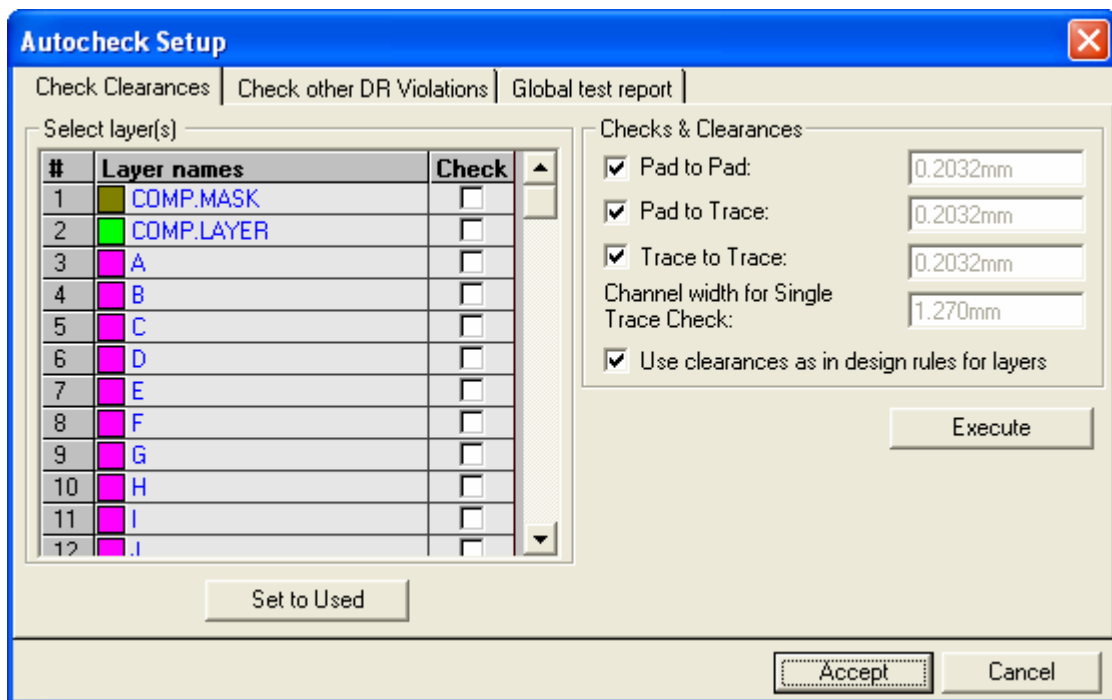 Autocheck Setup
Check Clearances Check other DR Violations Global test report
Select layer(s)
# Layer names Check
1 COMP.MASK
2 COMP.LAYER
3 A
4 B
5 C
6 D
7 E
8 F
9 G
10 H
11 I
12 J
Set to Used
Checks & Clearances
Pad to Pad: 0.2032mm
Pad to Trace: 0.2032mm
Trace to Trace: 0.2032mm
Channel width for Single
Trace Check: 1.270mm
Use clearances as in design rules for layers
Execute
Accept Cancel